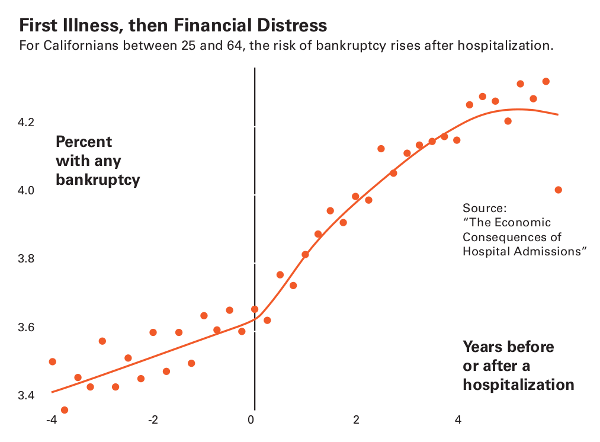 First Illness, then Financial Distress
For Californians between 25 and 64, the risk of bankruptcy rises after hospitalization.
4.2
Percent
with any
bankruptcy
4.0
Source:
“The Economic
Consequences of
Hospital Admissions”
3.8
3.6
Years before
or after a
hospitalization
3.4
-4 -2 0 2 4